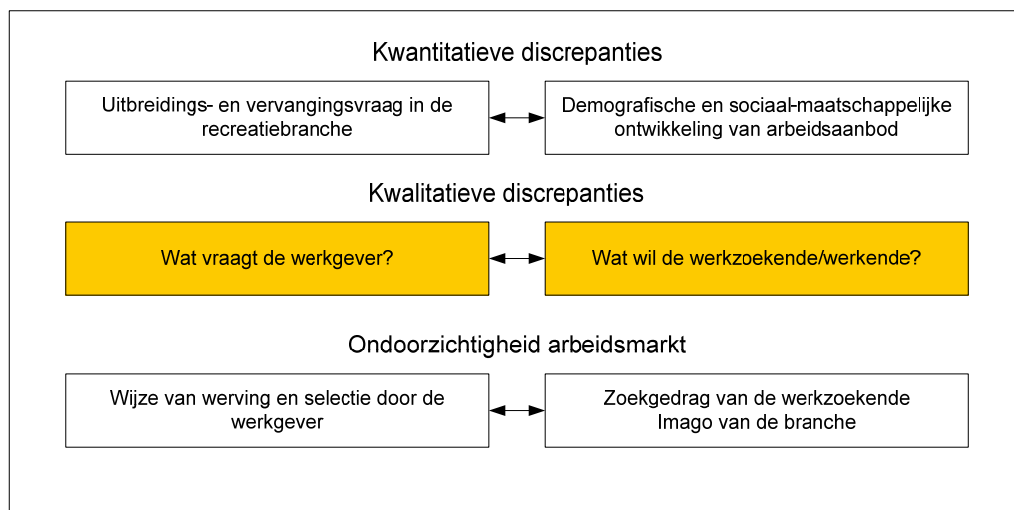 Kwantitatieve discrepanties
Uitbreidings- en vervangingsvraag in de
recreatiebranche
Demografische en sociaal-maatschappelijke
ontwikkeling van arbeidsaanbod
Kwalitatieve discrepanties
Wat vraagt de werkgever?
Wat wil de werkzoekende/werkende?
Ondoorzichtigheid arbeidsmarkt
Wijze van werving en selectie door de
werkgever
Zoekgedrag van de werkzoekende
Imago van de branche